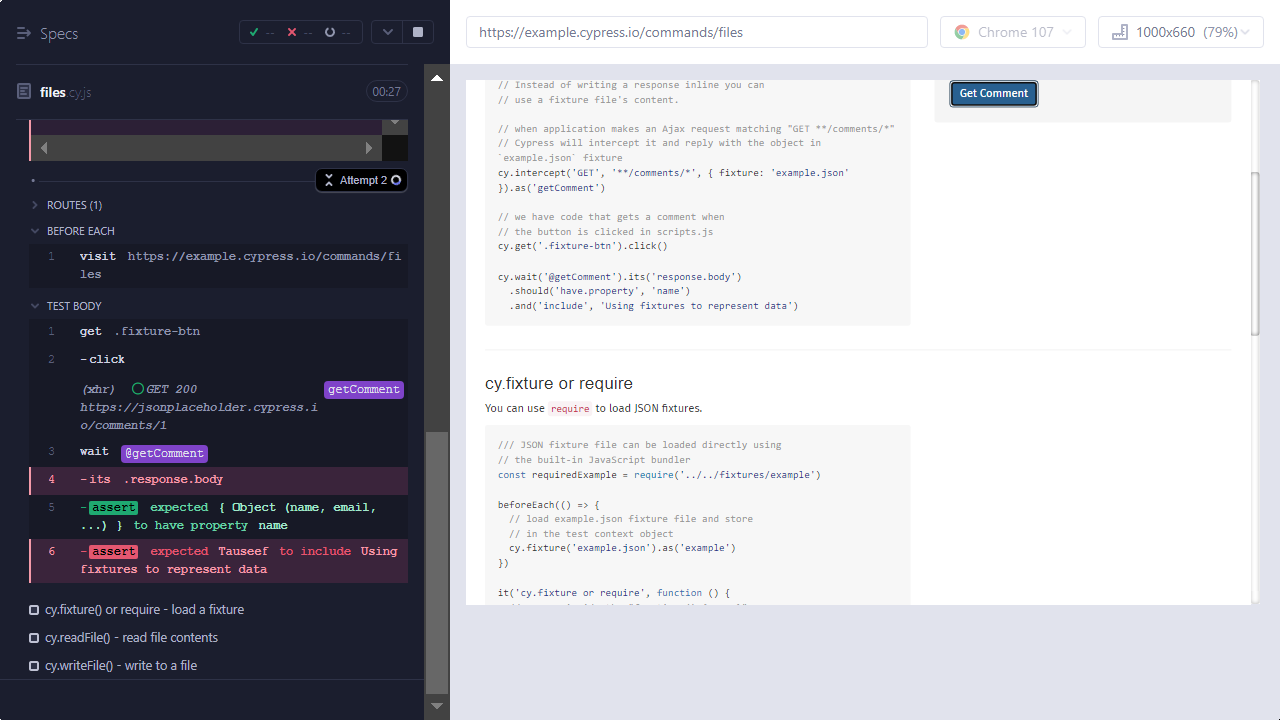 Specs
--
--
--
files.cy.js
00:27
Attempt 2
ROUTES (1)
BEFORE EACH
1 visit https://example.cypress.io/commands/fi
les
TEST BODY
1 get .fixture-btn
2 -click
(xhr) GET 200 getComment
https://jsonplaceholder.cypress.i
o/comments/1
3 wait @getComment
4 -its .response.body
5 -assert expected { Object (name, email,
...) } to have property name
6 -assert expected Tauseef to include Using
fixtures to represent data
cy.fixture() or require - load a fixture
cy.readFile() - read file contents
cy.writeFile() - write to a file
https://example.cypress.io/commands/files
Chrome 107
1000x660 (79%)
// Instead of writing a response inline you can
// use a fixture file's content.
// when application makes an Ajax request matching "GET **/comments/*"
// Cypress will intercept it and reply with the object in
`example.json` fixture
cy.intercept('GET', '**/comments/*', { fixture: 'example.json'
}).as('getComment')
// we have code that gets a comment when
// the button is clicked in scripts.js
cy.get('.fixture-btn').click()
cy.wait('@getComment').its('response.body')
.should('have.property', 'name')
.and('include', 'Using fixtures to represent data')
Get Comment
cy.fixture or require
You can use require to load JSON fixtures.
/// JSON fixture file can be loaded directly using
// the built-in JavaScript bundler
const requiredExample = require('../../fixtures/example')
beforeEach(() => {
// load example.json fixture file and store
// in the test context object
cy.fixture('example.json').as('example')
})
it('cy.fixture or require', function () {